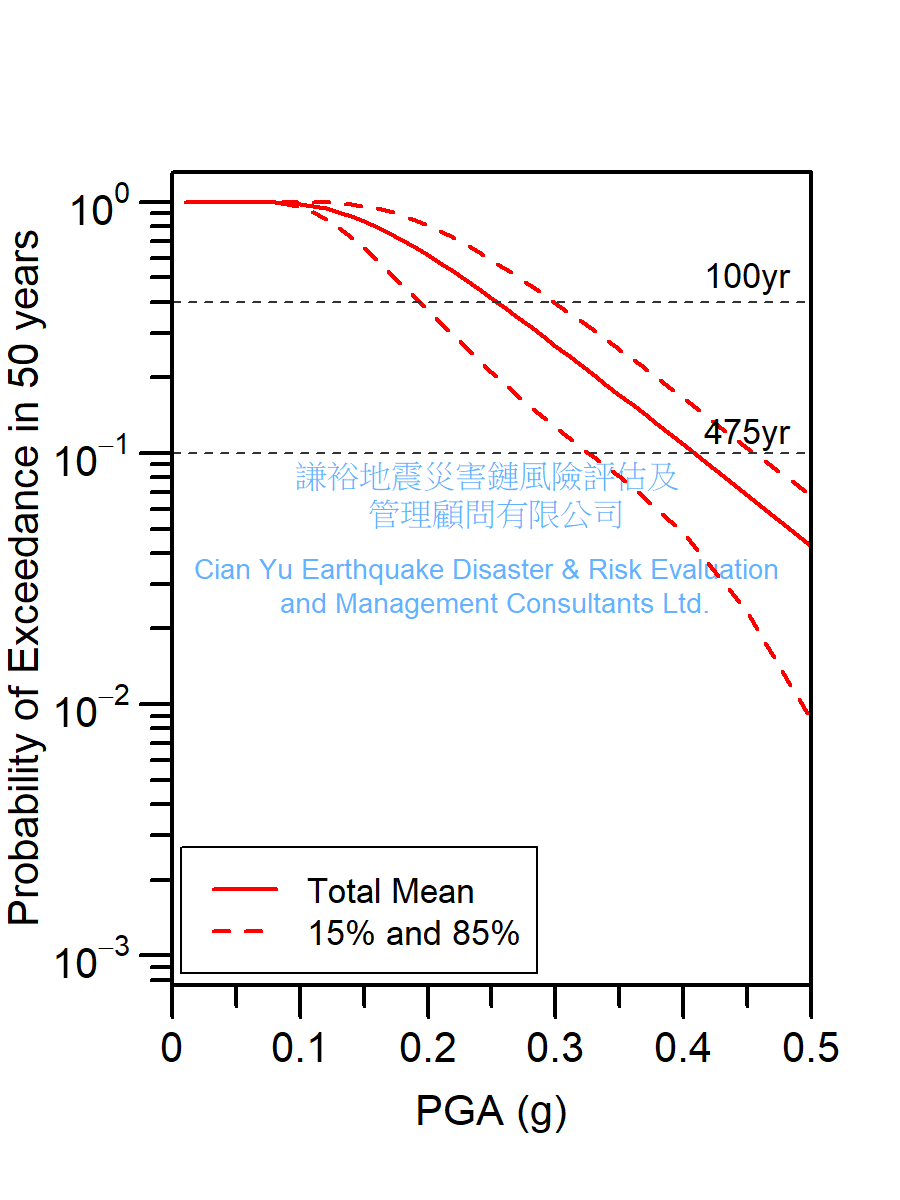 Probability of Exceedance in 50 years
10⁰
10⁻¹
10⁻²
10⁻³
100yr
475yr
謙裕地震災害鏈風險評估及
管理顧問有限公司
Cian Yu Earthquake Disaster & Risk Evaluation
and Management Consultants Ltd.
Total Mean
15% and 85%
0 0.1 0.2 0.3 0.4 0.5
PGA (g)